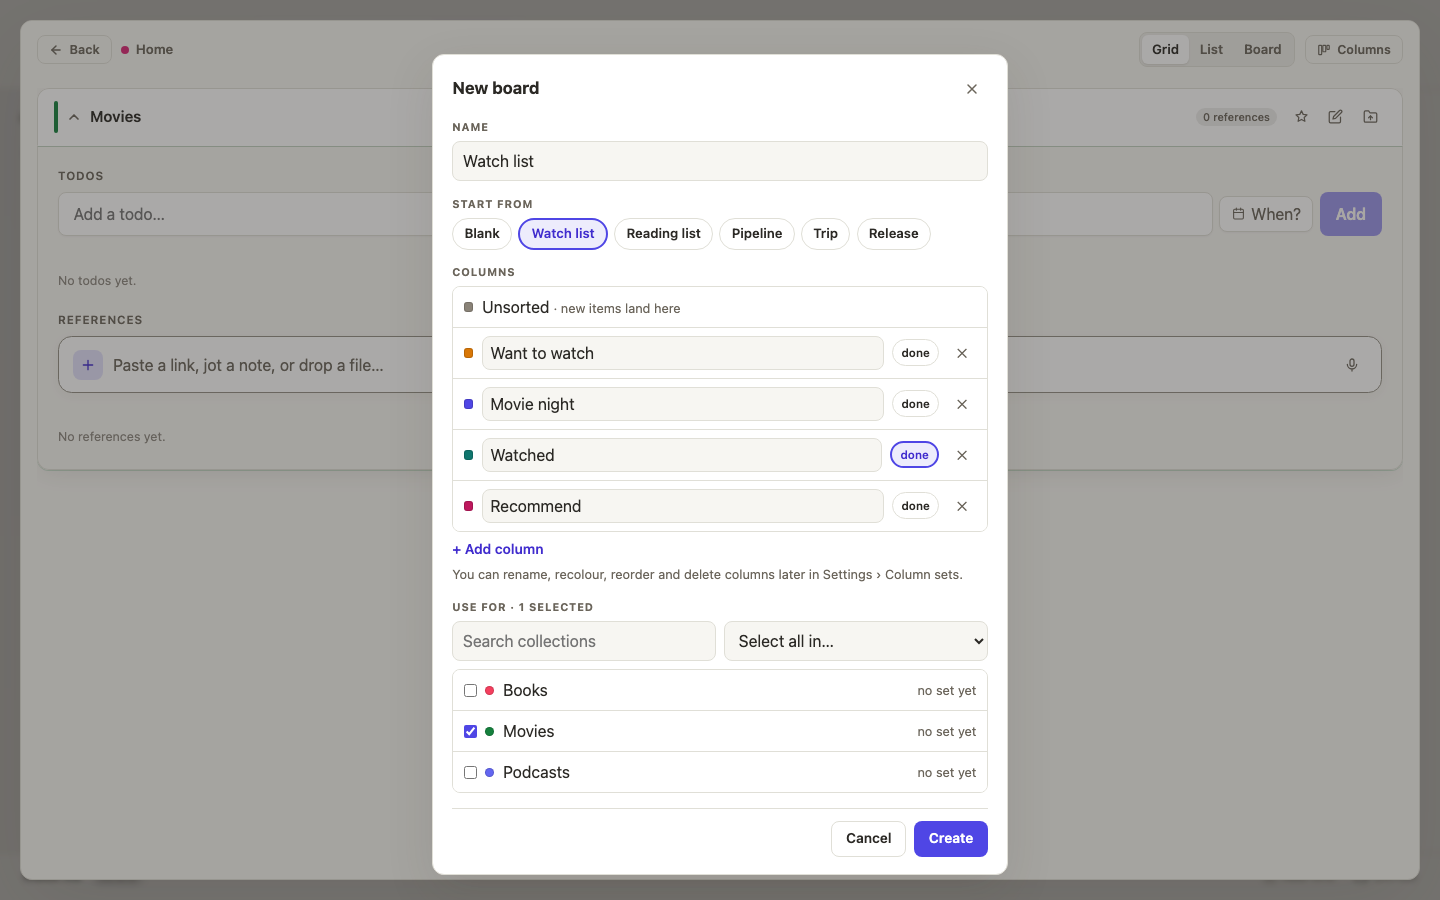 Back
Home
Grid List Board
Columns
Movies
0 references
TODOS
Add a todo...
When?
Add
No todos yet.
REFERENCES
Paste a link, jot a note, or drop a file...
No references yet.
New board
NAME
Watch list
START FROM
Blank Watch list Reading list Pipeline Trip Release
COLUMNS
Unsorted · new items land here
Want to watch done
Movie night done
Watched done
Recommend done
+ Add column
You can rename, recolour, reorder and delete columns later in Settings › Column sets.
USE FOR · 1 SELECTED
Search collections Select all in...
Books no set yet
Movies no set yet
Podcasts no set yet
Cancel Create